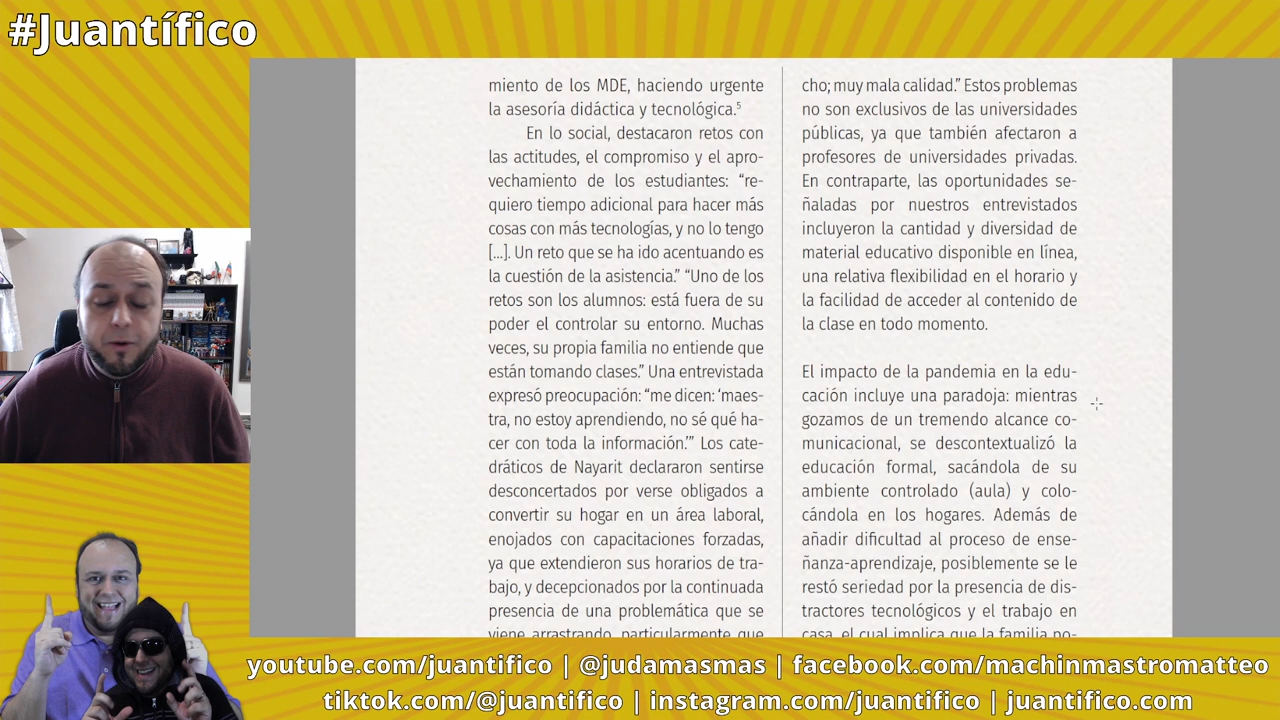 #Juantífico
miento de los MDE, haciendo urgente
la asesoría didáctica y tecnológica.⁵
En lo social, destacaron retos con
las actitudes, el compromiso y el apro-
vechamiento de los estudiantes: “re-
quiero tiempo adicional para hacer más
cosas con más tecnologías, y no lo tengo
[...]. Un reto que se ha ido acentuando es
la cuestión de la asistencia.” “Uno de los
retos son los alumnos: está fuera de su
poder el controlar su entorno. Muchas
veces, su propia familia no entiende que
están tomando clases.” Una entrevistada
expresó preocupación: “me dicen: ‘maes-
tra, no estoy aprendiendo, no sé qué ha-
cer con toda la información.’” Los cate-
dráticos de Nayarit declararon sentirse
desconcertados por verse obligados a
convertir su hogar en un área laboral,
enojados con capacitaciones forzadas,
ya que extendieron sus horarios de tra-
bajo, y decepcionados por la continuada
presencia de una problemática que se
viene arrastrando, particularmente que
cho; muy mala calidad.” Estos problemas
no son exclusivos de las universidades
públicas, ya que también afectaron a
profesores de universidades privadas.
En contraparte, las oportunidades se-
ñaladas por nuestros entrevistados
incluyeron la cantidad y diversidad de
material educativo disponible en línea,
una relativa flexibilidad en el horario y
la facilidad de acceder al contenido de
la clase en todo momento.
El impacto de la pandemia en la edu-
cación incluye una paradoja: mientras
gozamos de un tremendo alcance co-
municacional, se descontextualizó la
educación formal, sacándola de su
ambiente controlado (aula) y colo-
cándola en los hogares. Además de
añadir dificultad al proceso de ense-
ñanza-aprendizaje, posiblemente se le
restó seriedad por la presencia de dis-
tractores tecnológicos y el trabajo en
casa, el cual implica que la familia po-
youtube.com/juantifico | @judamasmas | facebook.com/machinmastromatteo
tiktok.com/@juantifico | instagram.com/juantifico | juantifico.com